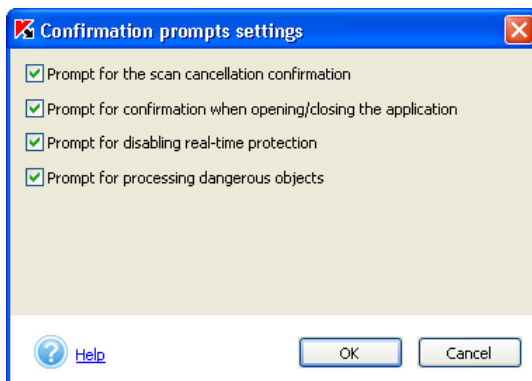 Confirmation prompts settings
Prompt for the scan cancellation confirmation
Prompt for confirmation when opening/closing the application
Prompt for disabling real-time protection
Prompt for processing dangerous objects
Help
OK
Cancel